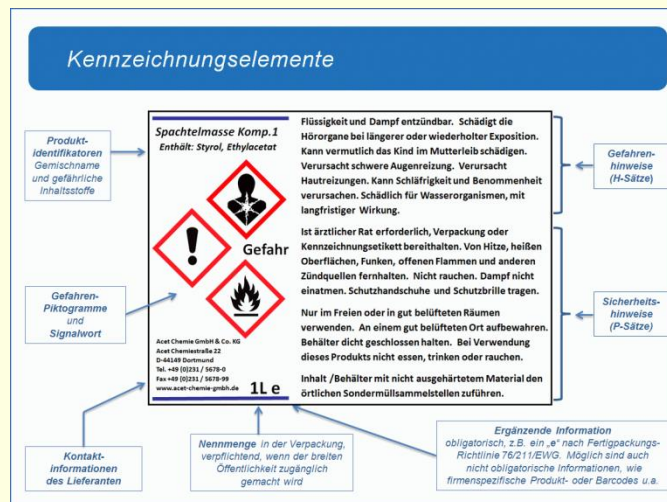 Kennzeichnungselemente
Produkt-
identifikatoren
Gemischname
und gefährliche
Inhaltsstoffe
Gefahren-
Piktogramme
und
Signalwort
Kontakt-
informationen
des Lieferanten
Spachtelmasse Komp.1
Enthält: Styrol, Ethylacetat
Gefahr
Acet Chemie GmbH & Co. KG
Acet Chemiestraße 22
D-44149 Dortmund
Tel. +49 (0)231 / 5678-0
Fax +49 (0)231 / 5678-99
www.acet-chemie-gmbh.de
1L e
Flüssigkeit und Dampf entzündbar. Schädigt die
Hörorgane bei längerer oder wiederholter Exposition.
Kann vermutlich das Kind im Mutterleib schädigen.
Verursacht schwere Augenreizung. Verursacht
Hautreizungen. Kann Schläfrigkeit und Benommenheit
verursachen. Schädlich für Wasserorganismen, mit
langfristiger Wirkung.
Ist ärztlicher Rat erforderlich, Verpackung oder
Kennzeichnungsetikett bereithalten. Von Hitze, heißen
Oberflächen, Funken, offenen Flammen und anderen
Zündquellen fernhalten. Nicht rauchen. Dampf nicht
einatmen. Schutzhandschuhe und Schutzbrille tragen.
Nur im Freien oder in gut belüfteten Räumen
verwenden. An einem gut belüfteten Ort aufbewahren.
Behälter dicht geschlossen halten. Bei Verwendung
dieses Produkts nicht essen, trinken oder rauchen.
Inhalt /Behälter mit nicht ausgehärtetem Material den
örtlichen Sondermüllsammelstellen zuführen.
Gefahren-
hinweise
(H-Sätze)
Sicherheits-
hinweise
(P-Sätze)
Nennmenge in der Verpackung,
verpflichtend, wenn der breiten
Öffentlichkeit zugänglich
gemacht wird
Ergänzende Information
obligatorisch, z.B. ein „e“ nach Fertigpackungs-
Richtlinie 76/211/EWG. Möglich sind auch
nicht obligatorische Informationen, wie
firmenspezifische Produkt- oder Barcodes u.a.